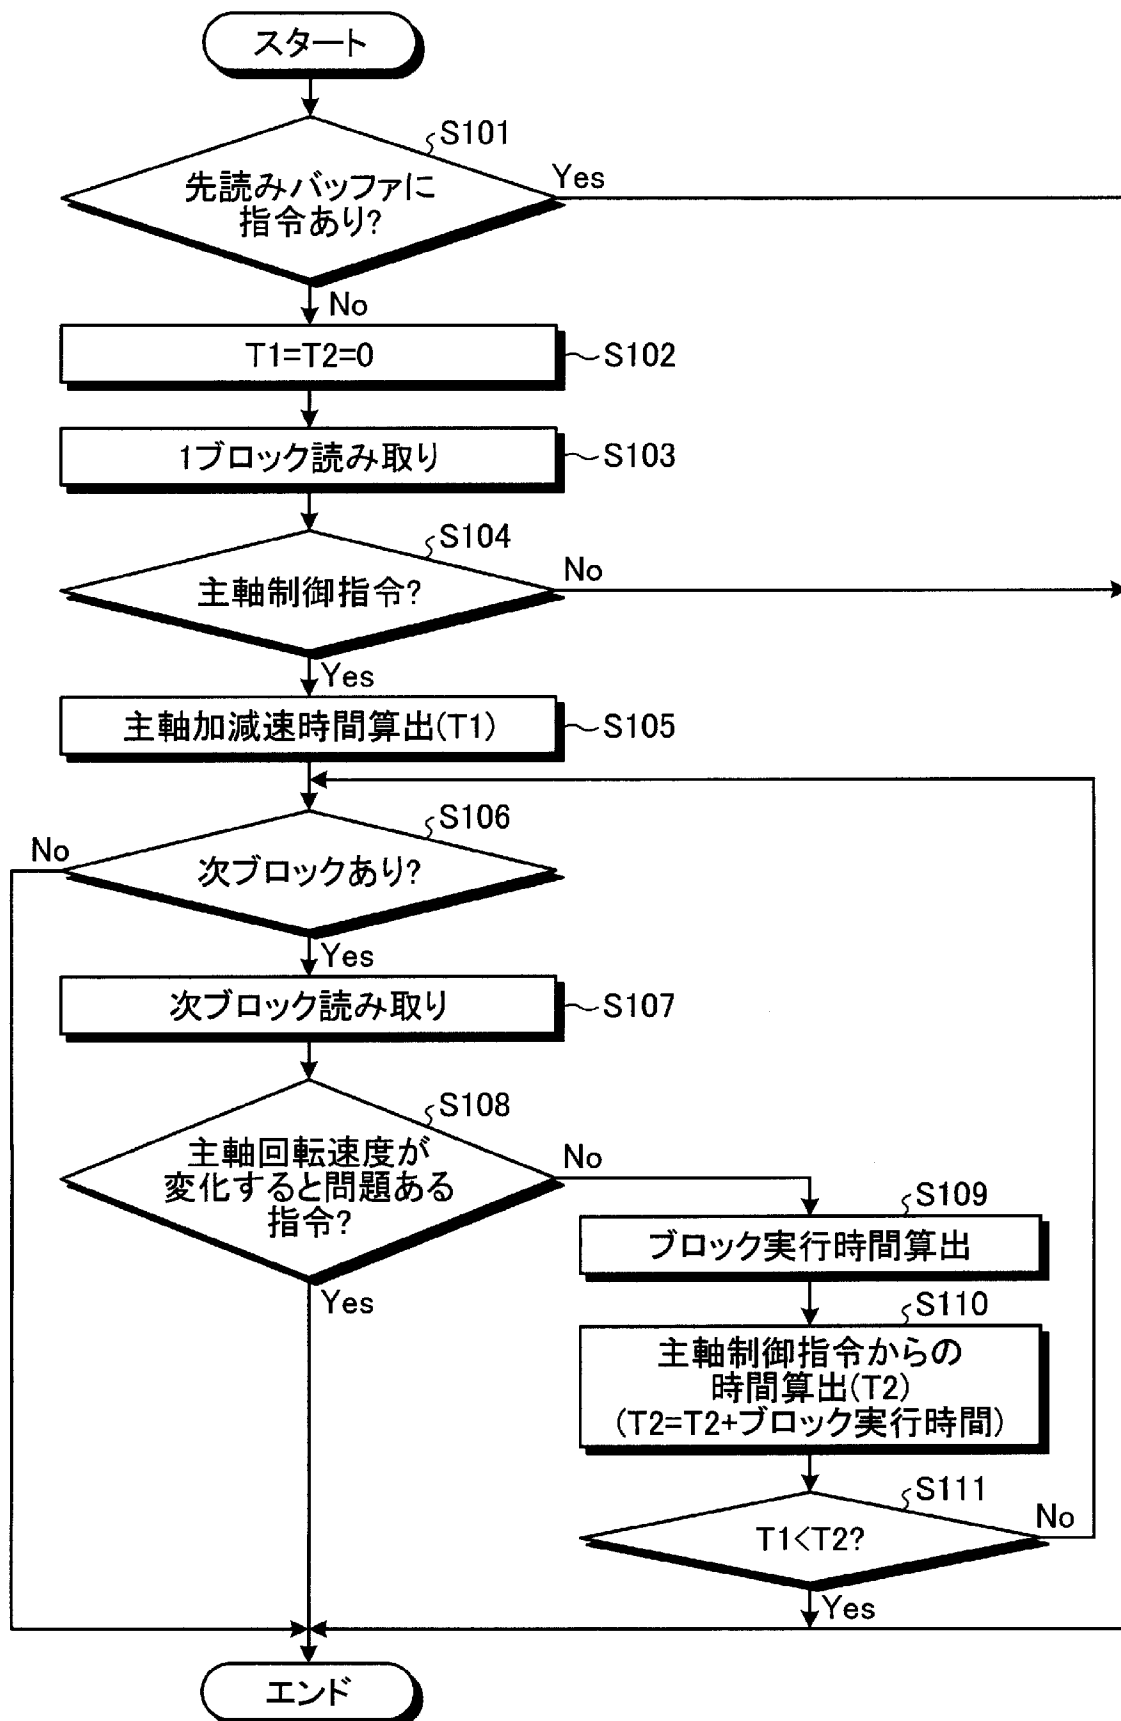 スタート
S101
先読みバッファに
指令あり?
Yes
No
T1=T2=0
S102
1ブロック読み取り
S103
S104
主軸制御指令?
No
Yes
主軸加減速時間算出(T1)
S105
S106
No
次ブロックあり?
Yes
次ブロック読み取り
S107
S108
主軸回転速度が
変化すると問題ある
指令?
No
Yes
S109
ブロック実行時間算出
S110
主軸制御指令からの
時間算出(T2)
(T2=T2+ブロック実行時間)
S111
T1<T2?
No
Yes
エンド